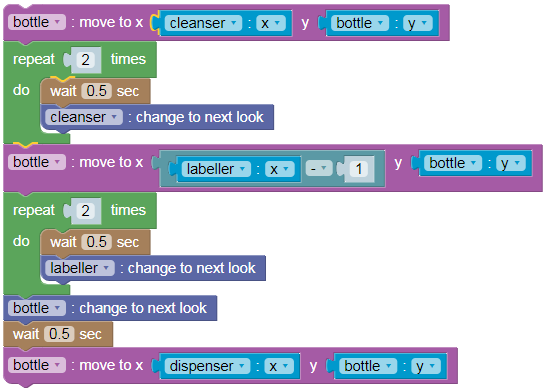 bottle : move to x cleanser : x y bottle : y
repeat 2 times
do wait 0.5 sec
cleanser : change to next look
bottle : move to x labeller : x - 1 y bottle : y
repeat 2 times
do wait 0.5 sec
labeller : change to next look
bottle : change to next look
wait 0.5 sec
bottle : move to x dispenser : x y bottle : y